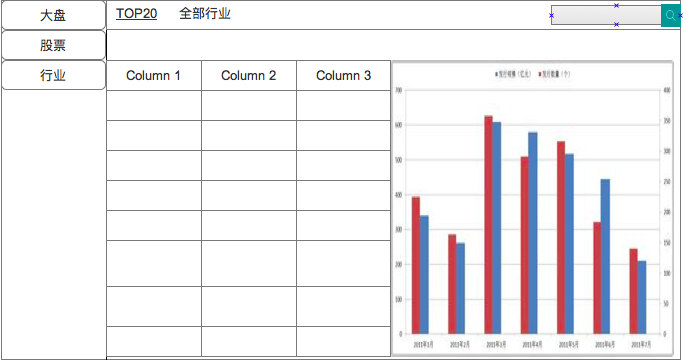 大盘
TOP20 全部行业
股票
行业
Column 1 Column 2 Column 3
发行规模（亿元） 发行数量（个）
700 400
600 350
500 300
400 250
300 200
200 150
100 100
0 50
0
2011年1月 2011年2月 2011年3月 2011年4月 2011年5月 2011年6月 2011年7月